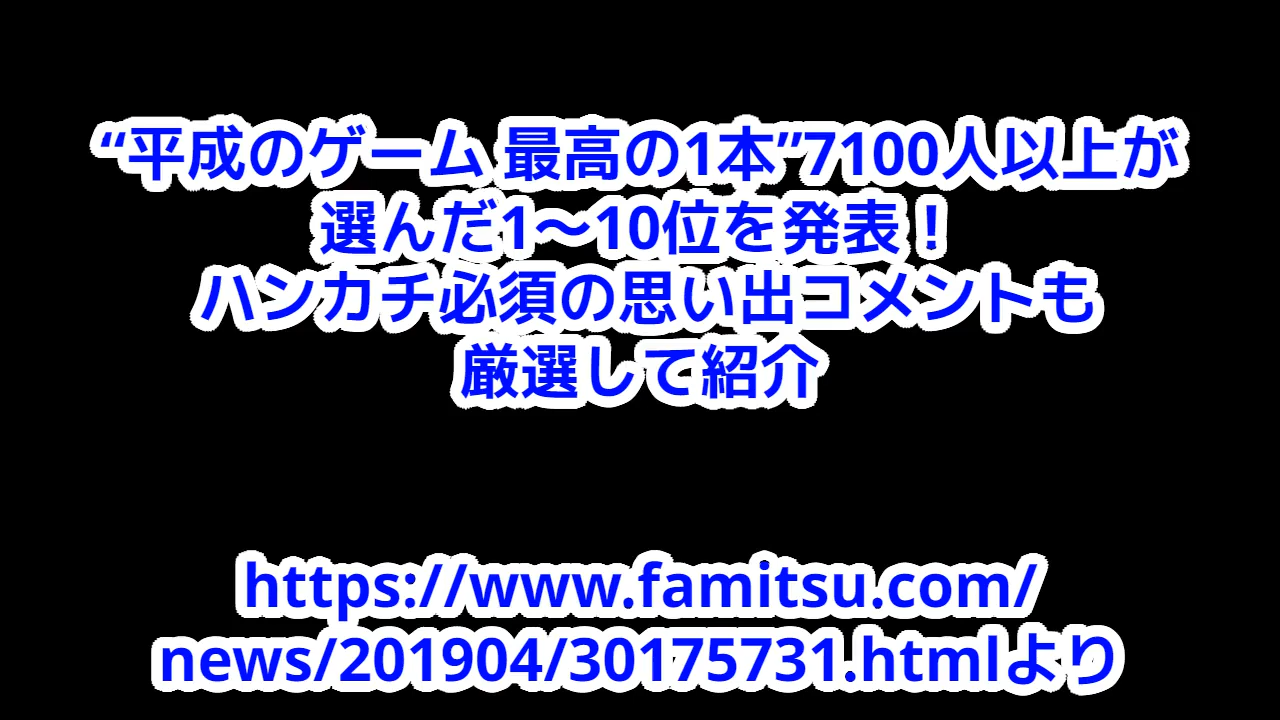 “平成のゲーム 最高の1本”7100人以上が
選んだ1～10位を発表！
ハンカチ必須の思い出コメントも
厳選して紹介
https://www.famitsu.com/
news/201904/30175731.htmlより